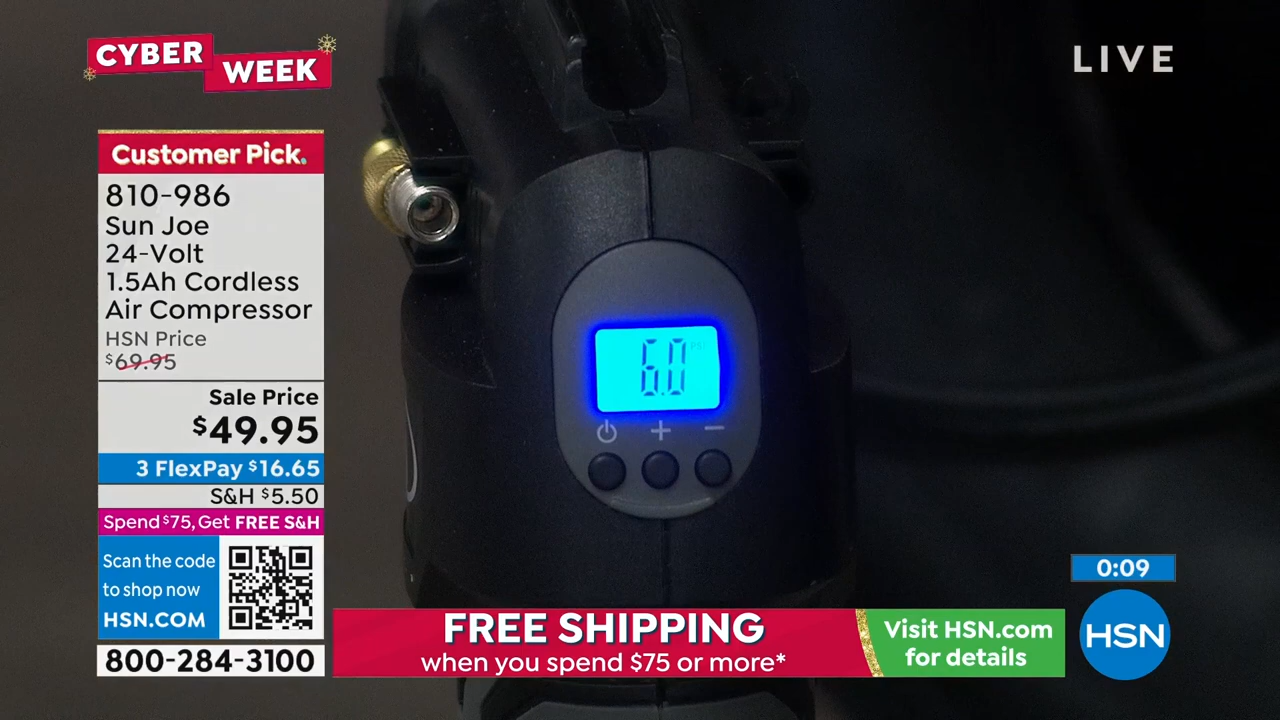 CYBER
WEEK
LIVE
Customer Pick.
810-986
Sun Joe
24-Volt
1.5Ah Cordless
Air Compressor
HSN Price
$69.95
Sale Price
$49.95
3 FlexPay $16.65
S&H $5.50
Spend $75, Get FREE S&H
Scan the code
to shop now
HSN.COM
800-284-3100
6.0 PSI
FREE SHIPPING
when you spend $75 or more*
Visit HSN.com
for details
0:09
HSN